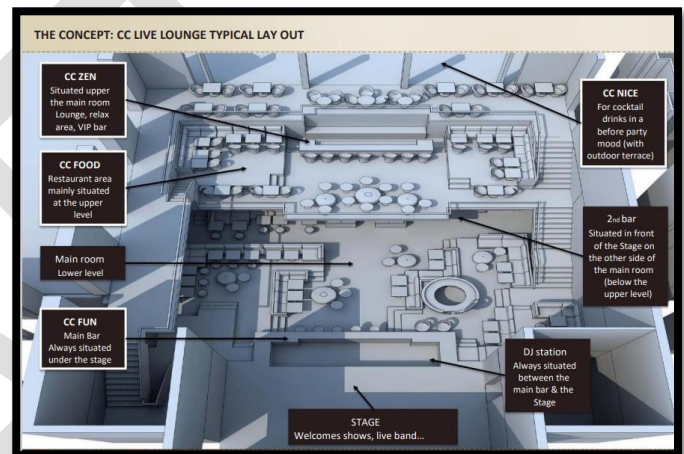 THE CONCEPT: CC LIVE LOUNGE TYPICAL LAY OUT
CC ZEN
Situated upper
the main room
Lounge, relax
area, VIP bar
CC NICE
For cocktail
drinks in a
before party
mood (with
outdoor terrace)
CC FOOD
Restaurant area
mainly situated
at the upper
level
2nd bar
Situated in front
of the Stage on
the other side of
the main room
(below the
upper level)
Main room
Lower level
CC FUN
Main Bar
Always situated
under the stage
DJ station
Always situated
between the
main bar & the
Stage
STAGE
Welcomes shows, live band…